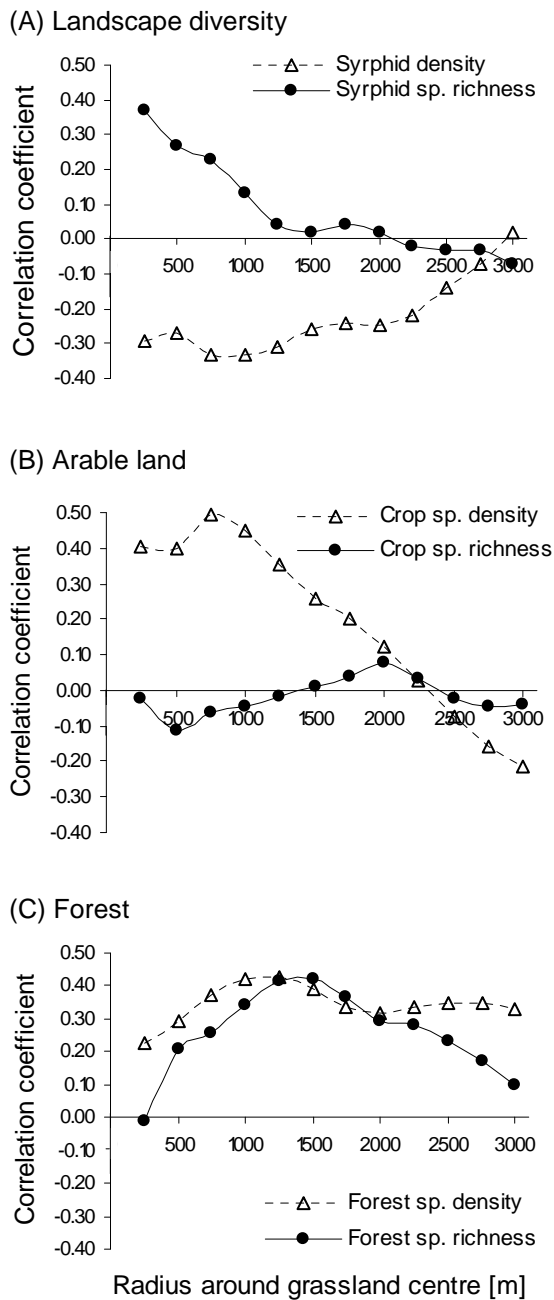 (A) Landscape diversity
Syrphid density
Syrphid sp. richness
0.50
0.40
0.30
0.20
0.10
0.00
-0.10
-0.20
-0.30
-0.40
500 1000 1500 2000 2500 3000
Correlation coefficient
(B) Arable land
Crop sp. density
Crop sp. richness
0.50
0.40
0.30
0.20
0.10
0.00
-0.10
-0.20
-0.30
-0.40
500 1000 1500 2000 2500 3000
Correlation coefficient
(C) Forest
0.50
0.40
0.30
0.20
0.10
0.00
-0.10
-0.20
-0.30
-0.40
500 1000 1500 2000 2500 3000
Correlation coefficient
Forest sp. density
Forest sp. richness
Radius around grassland centre [m]